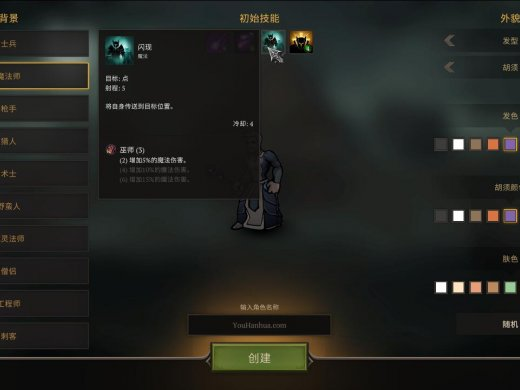 背景
初始技能
外貌
士兵
魔法师
枪手
猎人
术士
野蛮人
灵法师
僧侣
工程师
刺客
闪现
魔法
目标: 点
射程: 5
将自身传送到目标位置。
冷却: 4
巫师 (3)
(2) 增加5%的魔法伤害。
(4) 增加10%的魔法伤害。
(6) 增加15%的魔法伤害。
4
发型
胡须
发色
胡须颜色
肤色
随机
输入角色名称
YouHanhua.com
创建